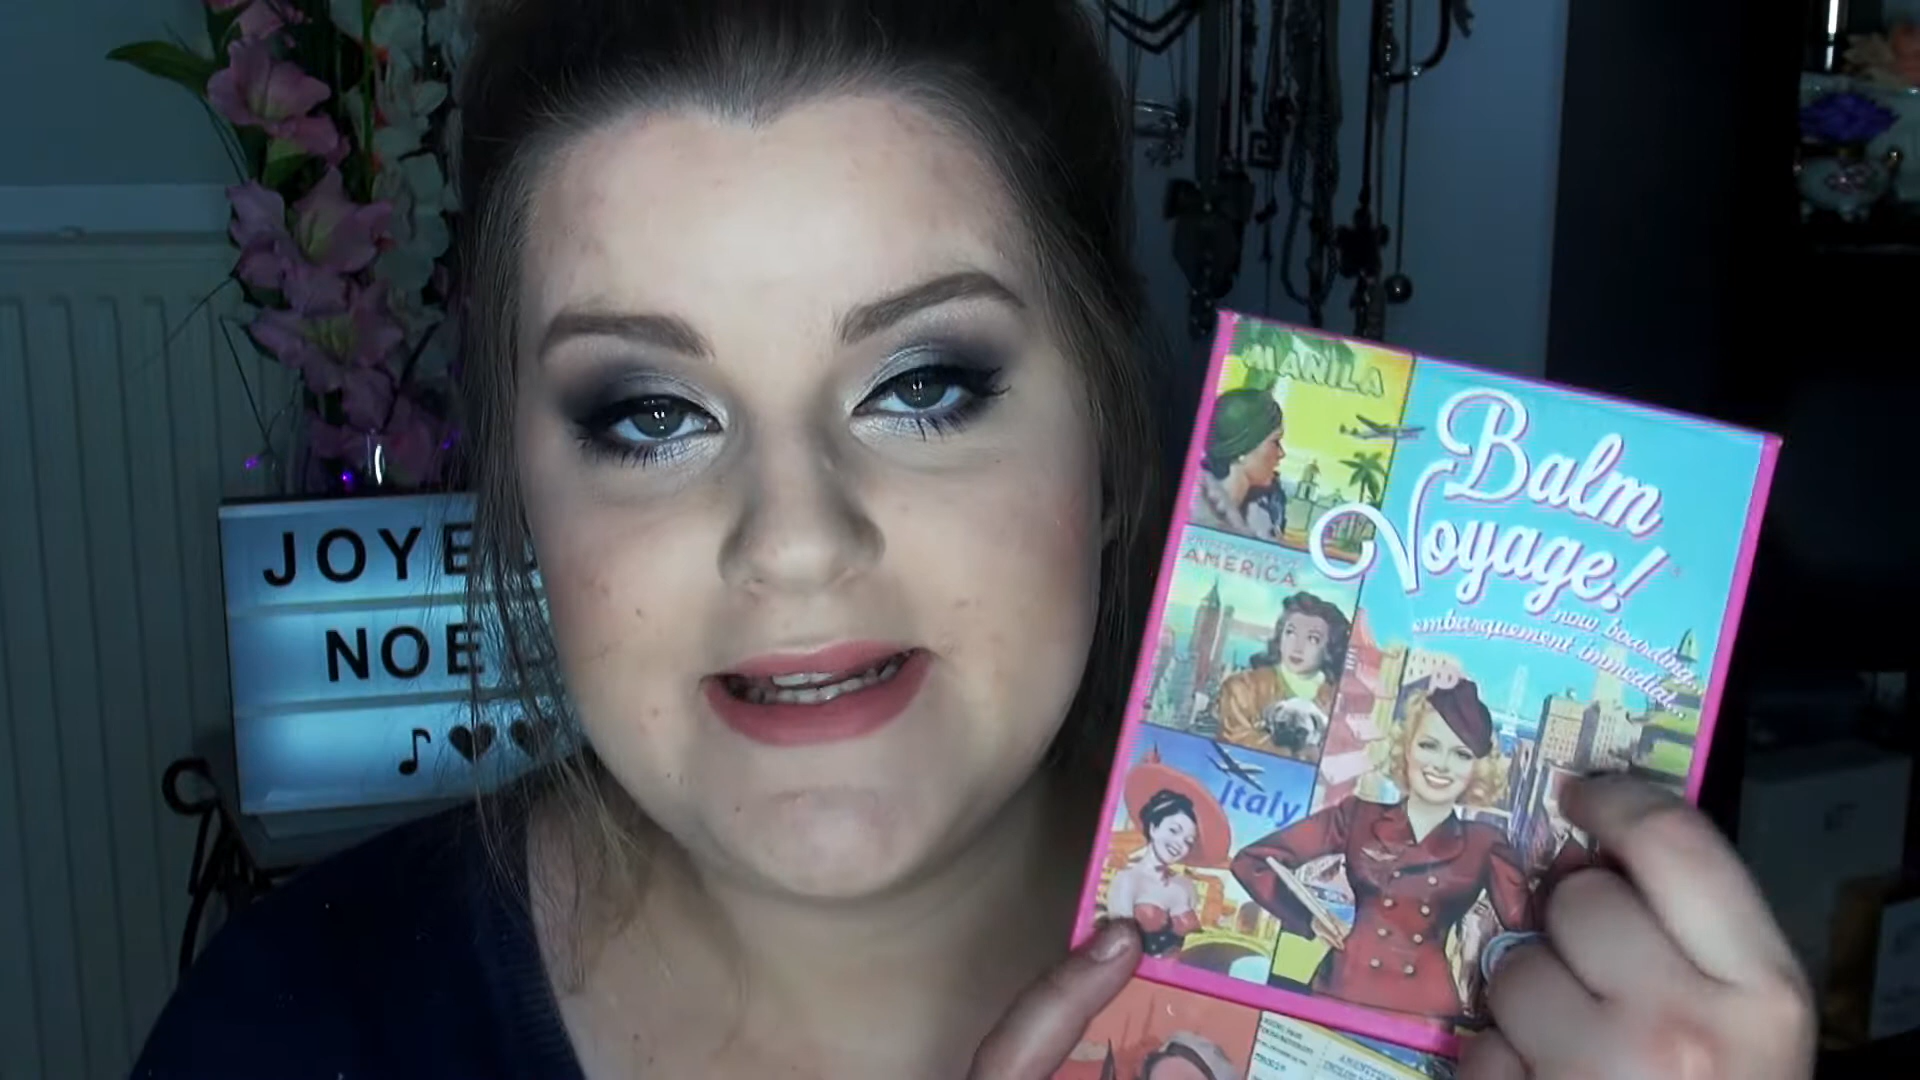 JOYE
NOE
♪♥♥
MANILA
Balm
Voyage!
now boarding...
embarquement immédiat...
AMERICA
Italy